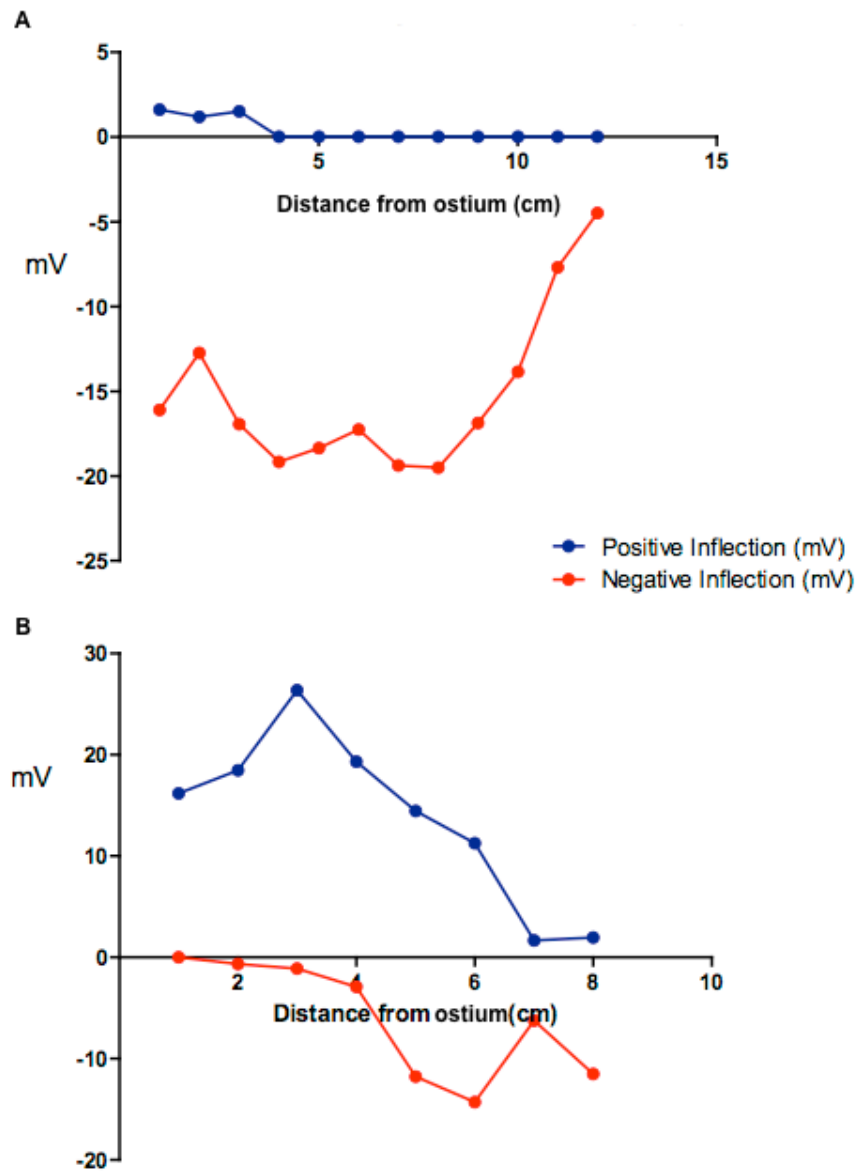 A
5
0
5
10
15
Distance from ostium (cm)
-5
mV
-10
-15
-20
-25
Positive Inflection (mV)
Negative Inflection (mV)
B
30
20
mV
10
0
2
4
6
8
10
Distance from ostium(cm)
-10
-20